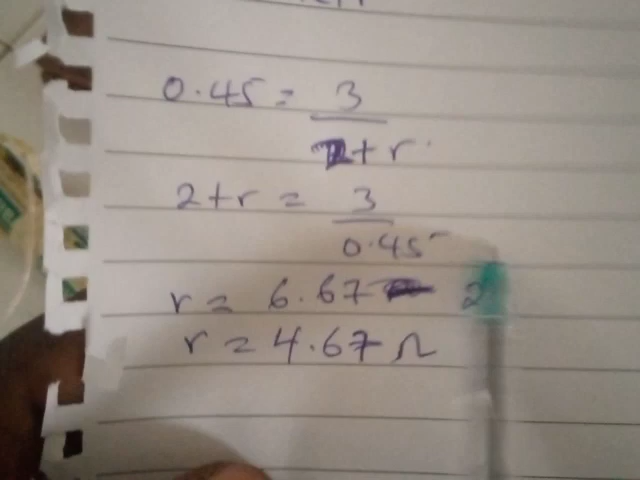 0.45 = 3
2 + r
2 + r = 3
0.45
r = 6.67 - 2
r = 4.67 Ω